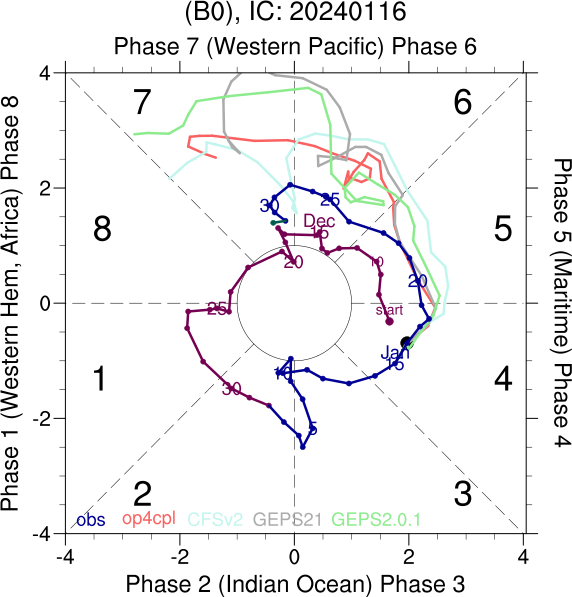 (B0), IC: 20240116
Phase 7 (Western Pacific) Phase 6
4
7
6
2
8
5
0
1
4
-2
2
3
-4
Phase 1 (Western Hem, Africa) Phase 8
Phase 5 (Maritime) Phase 4
30
25
Dec
15
20
10
start
20
25
Jan
15
10
30
5
obs op4cpl CFSv2 GEPS21 GEPS2.0.1
-4 -2 0 2 4
Phase 2 (Indian Ocean) Phase 3